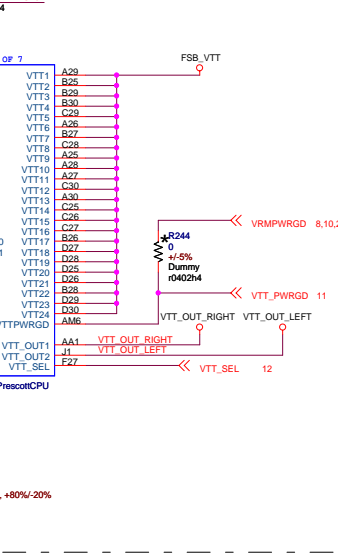 4
OF 7
FSB_VTT
VTT1 A29
VTT2 B25
VTT3 B29
VTT4 B30
VTT5 C29
VTT6 A26
VTT7 B27
VTT8 C28
VTT9 A25
VTT10 A28
VTT11 A27
VTT12 C30
VTT13 A30
VTT14 C25
VTT15 C26
VTT16 C27
VTT17 B26
VTT18 D27
VTT19 D28
VTT20 D25
VTT21 D26
VTT22 B28
VTT23 D29
VTT24 D30
VTTPWRGD AM6
VTT_OUT1 AA1 VTT_OUT_RIGHT
VTT_OUT2 J1 VTT_OUT_LEFT
VTT_SEL F27
0
1
VRMPWRGD 8,10,2
*R244
0
+/-5%
Dummy
r0402h4
VTT_PWRGD 11
VTT_OUT_RIGHT VTT_OUT_LEFT
VTT_SEL 12
PrescottCPU
, +80%/-20%